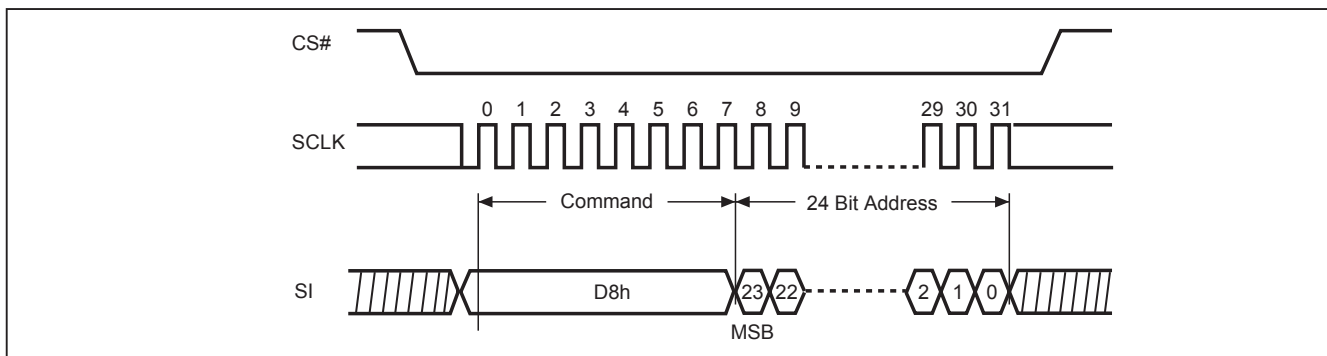 CS#
0 1 2 3 4 5 6 7 8 9 29 30 31
SCLK
Command 24 Bit Address
SI D8h 23 22 2 1 0
MSB